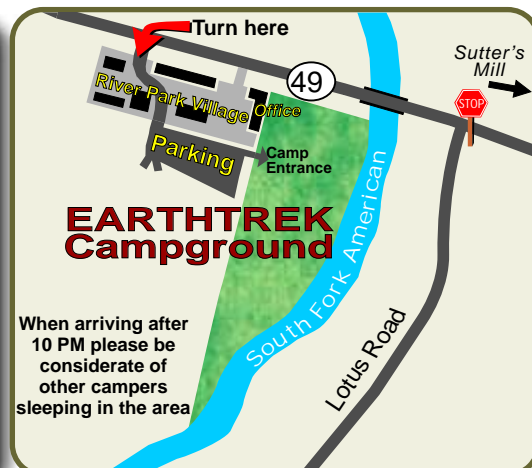 Turn here
49
Sutter's
Mill
STOP
River Park Village Office
Parking
Camp
Entrance
EARTHTREK
Campground
South Fork American
Lotus Road
When arriving after
10 PM please be
considerate of
other campers
sleeping in the area